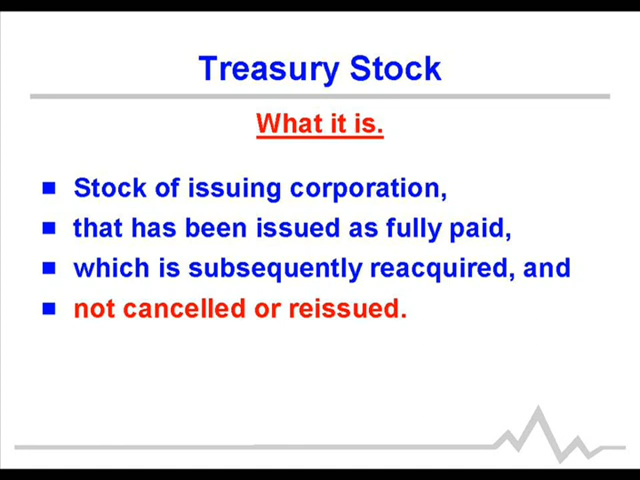 Treasury Stock
What it is.
Stock of issuing corporation,
that has been issued as fully paid,
which is subsequently reacquired, and
not cancelled or reissued.